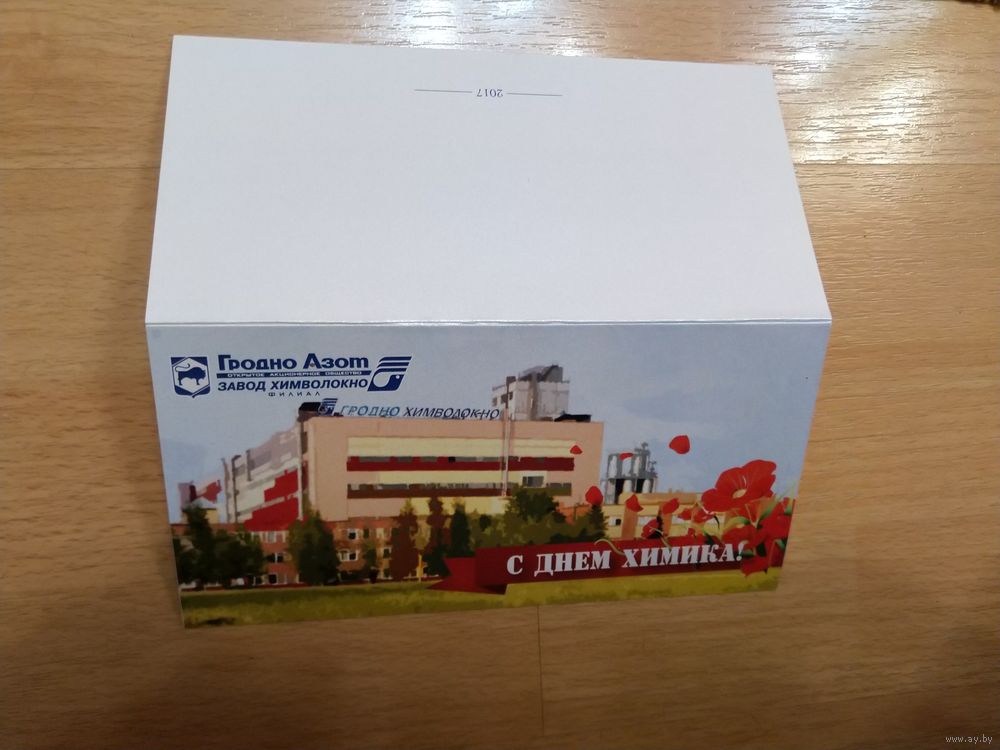 2017
Гродно Азот
ОТКРЫТОЕ АКЦИОНЕРНОЕ ОБЩЕСТВО
ЗАВОД ХИМВОЛОКНО
ФИЛИАЛ
ГРОДНО ХИМВОЛОКНО
С ДНЕМ ХИМИКА!
www.ay.by